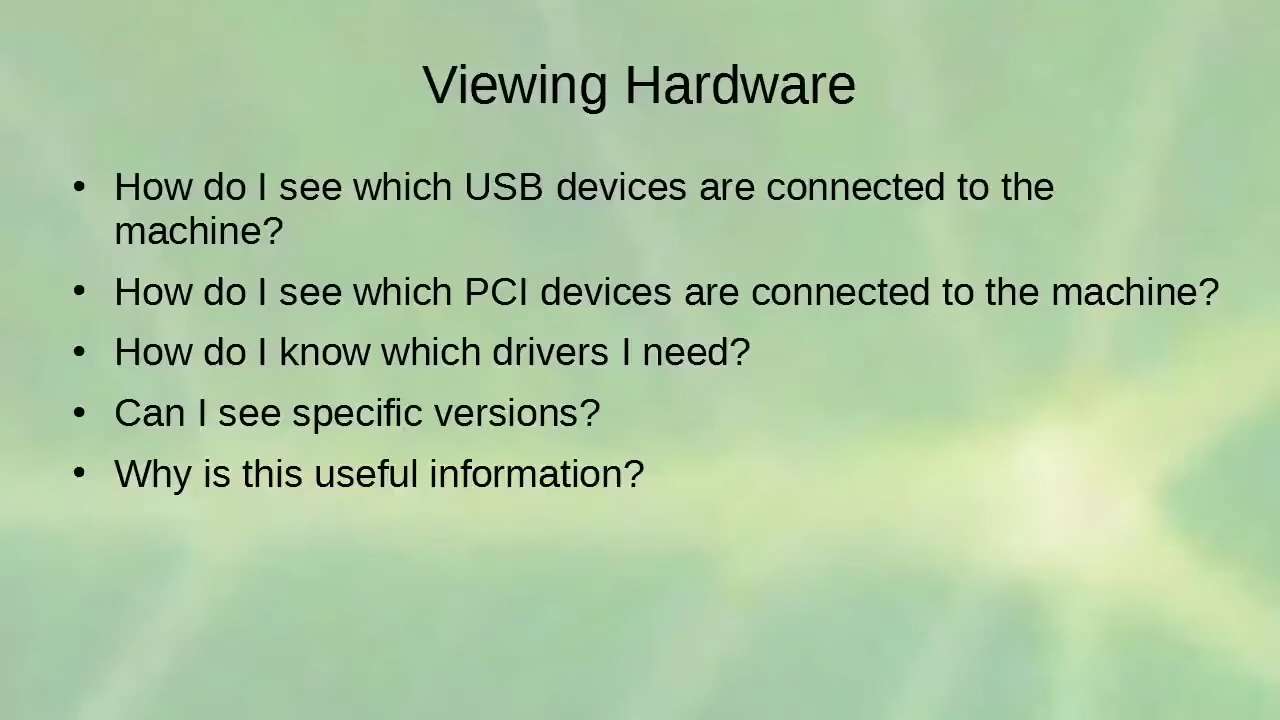 Viewing Hardware
• How do I see which USB devices are connected to the
machine?
• How do I see which PCI devices are connected to the machine?
• How do I know which drivers I need?
• Can I see specific versions?
• Why is this useful information?